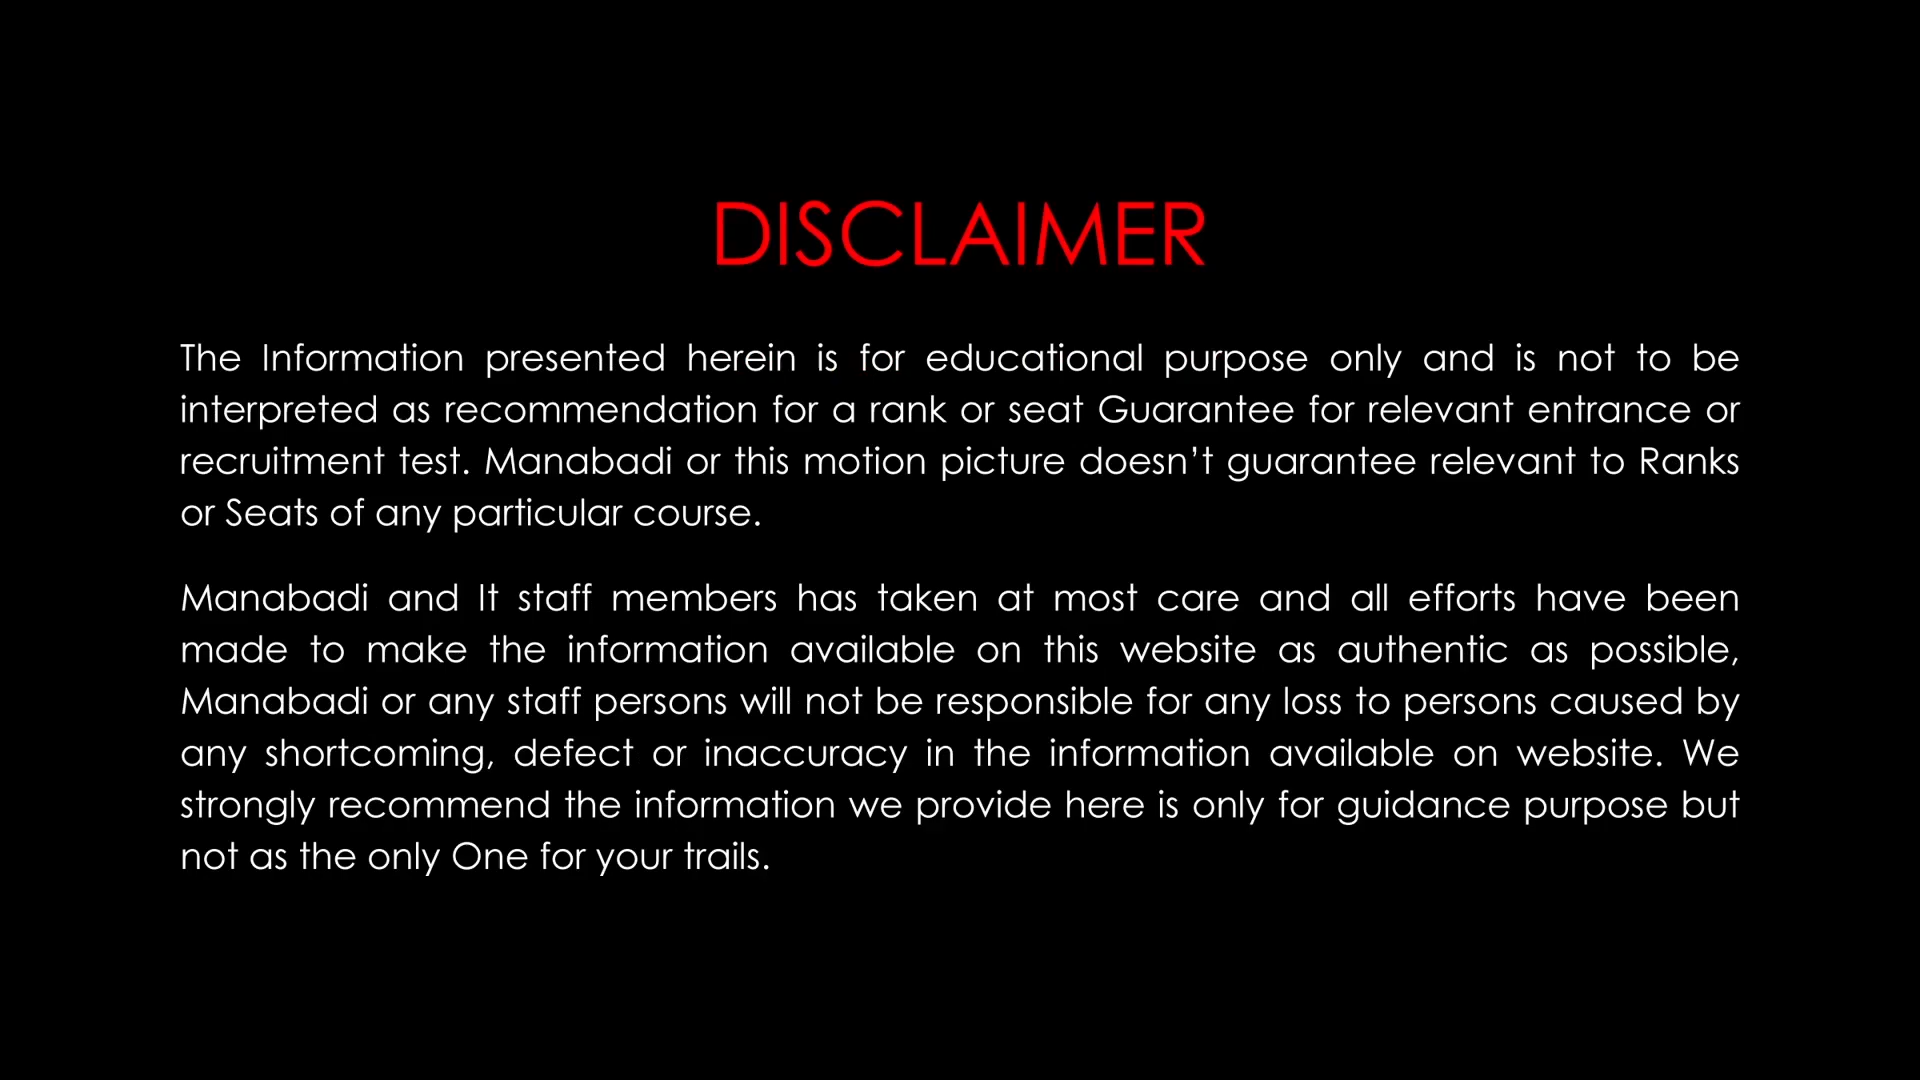 DISCLAIMER
The Information presented herein is for educational purpose only and is not to be
interpreted as recommendation for a rank or seat Guarantee for relevant entrance or
recruitment test. Manabadi or this motion picture doesn’t guarantee relevant to Ranks
or Seats of any particular course.
Manabadi and It staff members has taken at most care and all efforts have been
made to make the information available on this website as authentic as possible,
Manabadi or any staff persons will not be responsible for any loss to persons caused by
any shortcoming, defect or inaccuracy in the information available on website. We
strongly recommend the information we provide here is only for guidance purpose but
not as the only One for your trails.